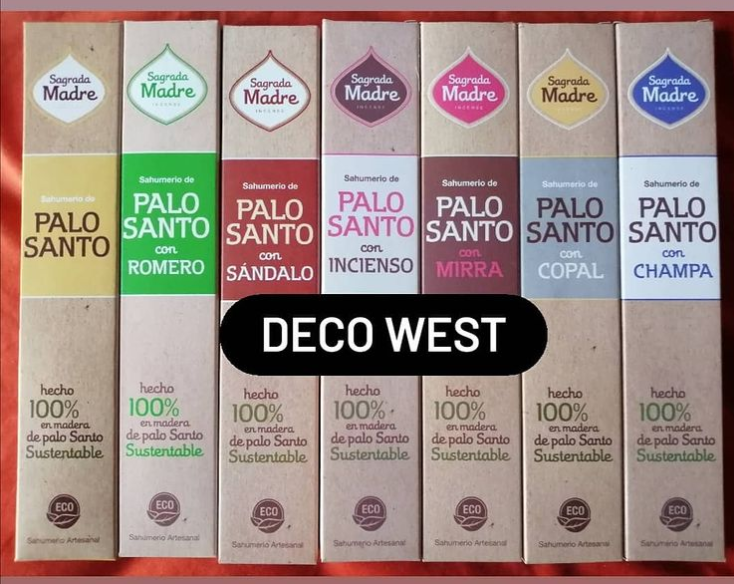 Sagrada
Madre
Sahumerio de
PALO
SANTO
hecho
100%
en madera
de palo Santo
Sustentable
ECO
Sahumerio Artesanal
Sagrada
Madre
INCENSE
Sahumerio de
PALO
SANTO
con
ROMERO
hecho
100%
en madera
de palo Santo
Sustentable
ECO
Sahumerio Artesanal
Sagrada
Madre
INCENSE
Sahumerio de
PALO
SANTO
con
SÁNDALO
hecho
100%
en madera
de palo Santo
Sustentable
ECO
Sahumerio Artesanal
Sagrada
Madre
INCENSE
Sahumerio de
PALO
SANTO
con
INCIENSO
hecho
100%
en madera
de palo Santo
Sustentable
ECO
Sahumerio Artesanal
Sagrada
Madre
INCENSE
Sahumerio de
PALO
SANTO
con
MIRRA
hecho
100%
en madera
de palo Santo
Sustentable
ECO
Sahumerio Artesanal
Sagrada
Madre
Sahumerio de
PALO
SANTO
con
COPAL
hecho
100%
en madera
de palo Santo
Sustentable
ECO
Sahumerio Artesanal
Sagrada
Madre
INCENSE
Sahumerio de
PALO
SANTO
con
CHAMPA
hecho
100%
en madera
de palo Santo
Sustentable
ECO
Sahumerio Artesanal
DECO WEST